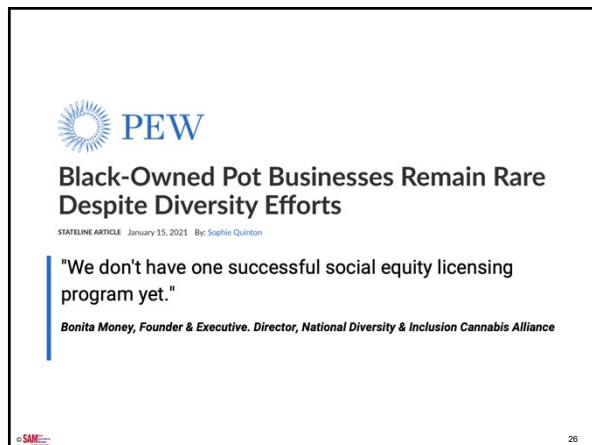 PEW
Black-Owned Pot Businesses Remain Rare
Despite Diversity Efforts
STATELINE ARTICLE January 15, 2021 By: Sophie Quinton
"We don't have one successful social equity licensing
program yet."
Bonita Money, Founder & Executive. Director, National Diversity & Inclusion Cannabis Alliance
© SAM
26